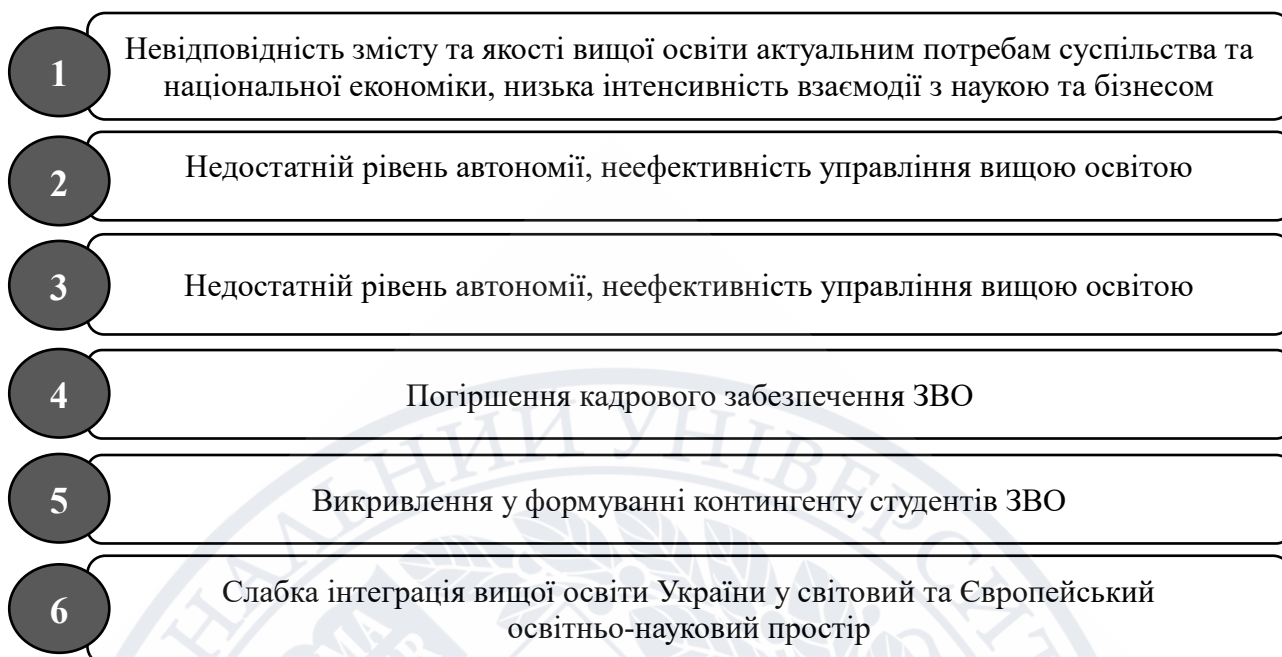 1
Невідповідність змісту та якості вищої освіти актуальним потребам суспільства та
національної економіки, низька інтенсивність взаємодії з наукою та бізнесом
2
Недостатній рівень автономії, неефективність управління вищою освітою
3
Недостатній рівень автономії, неефективність управління вищою освітою
4
Погіршення кадрового забезпечення ЗВО
5
Викривлення у формуванні контингенту студентів ЗВО
6
Слабка інтеграція вищої освіти України у світовий та Європейський
освітньо-науковий простір